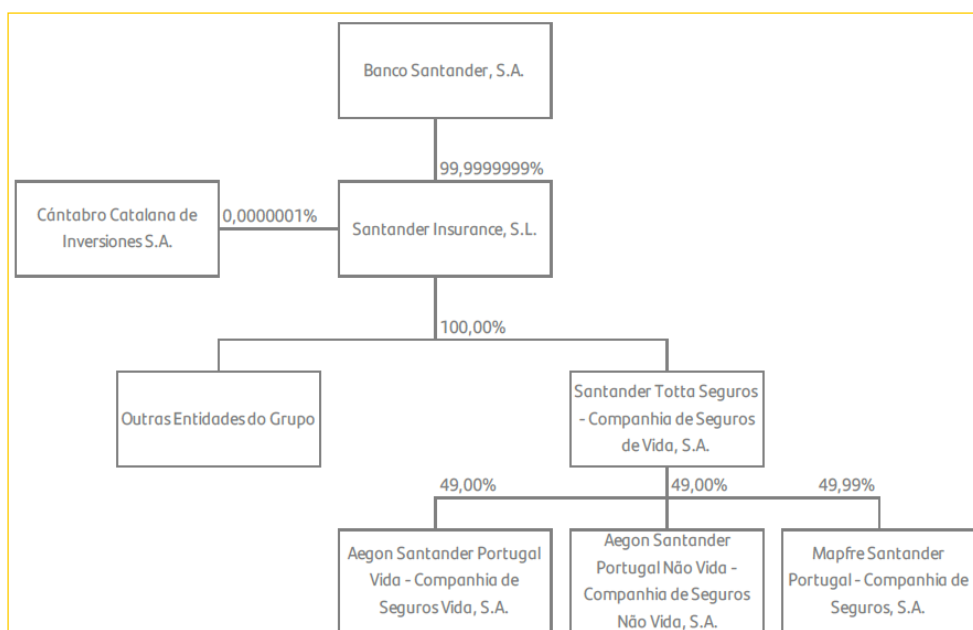 Banco Santander, S.A.
99,9999999%
Cántabro Catalana de
Inversiones S.A.
0,0000001%
Santander Insurance, S.L.
100,00%
Outras Entidades do Grupo
Santander Totta Seguros
- Companhia de Seguros
de Vida, S.A.
49,00%
49,00%
49,99%
Aegon Santander Portugal
Vida - Companhia de
Seguros Vida, S.A.
Aegon Santander
Portugal Não Vida -
Companhia de Seguros
Não Vida, S.A.
Mapfre Santander
Portugal - Companhia de
Seguros, S.A.